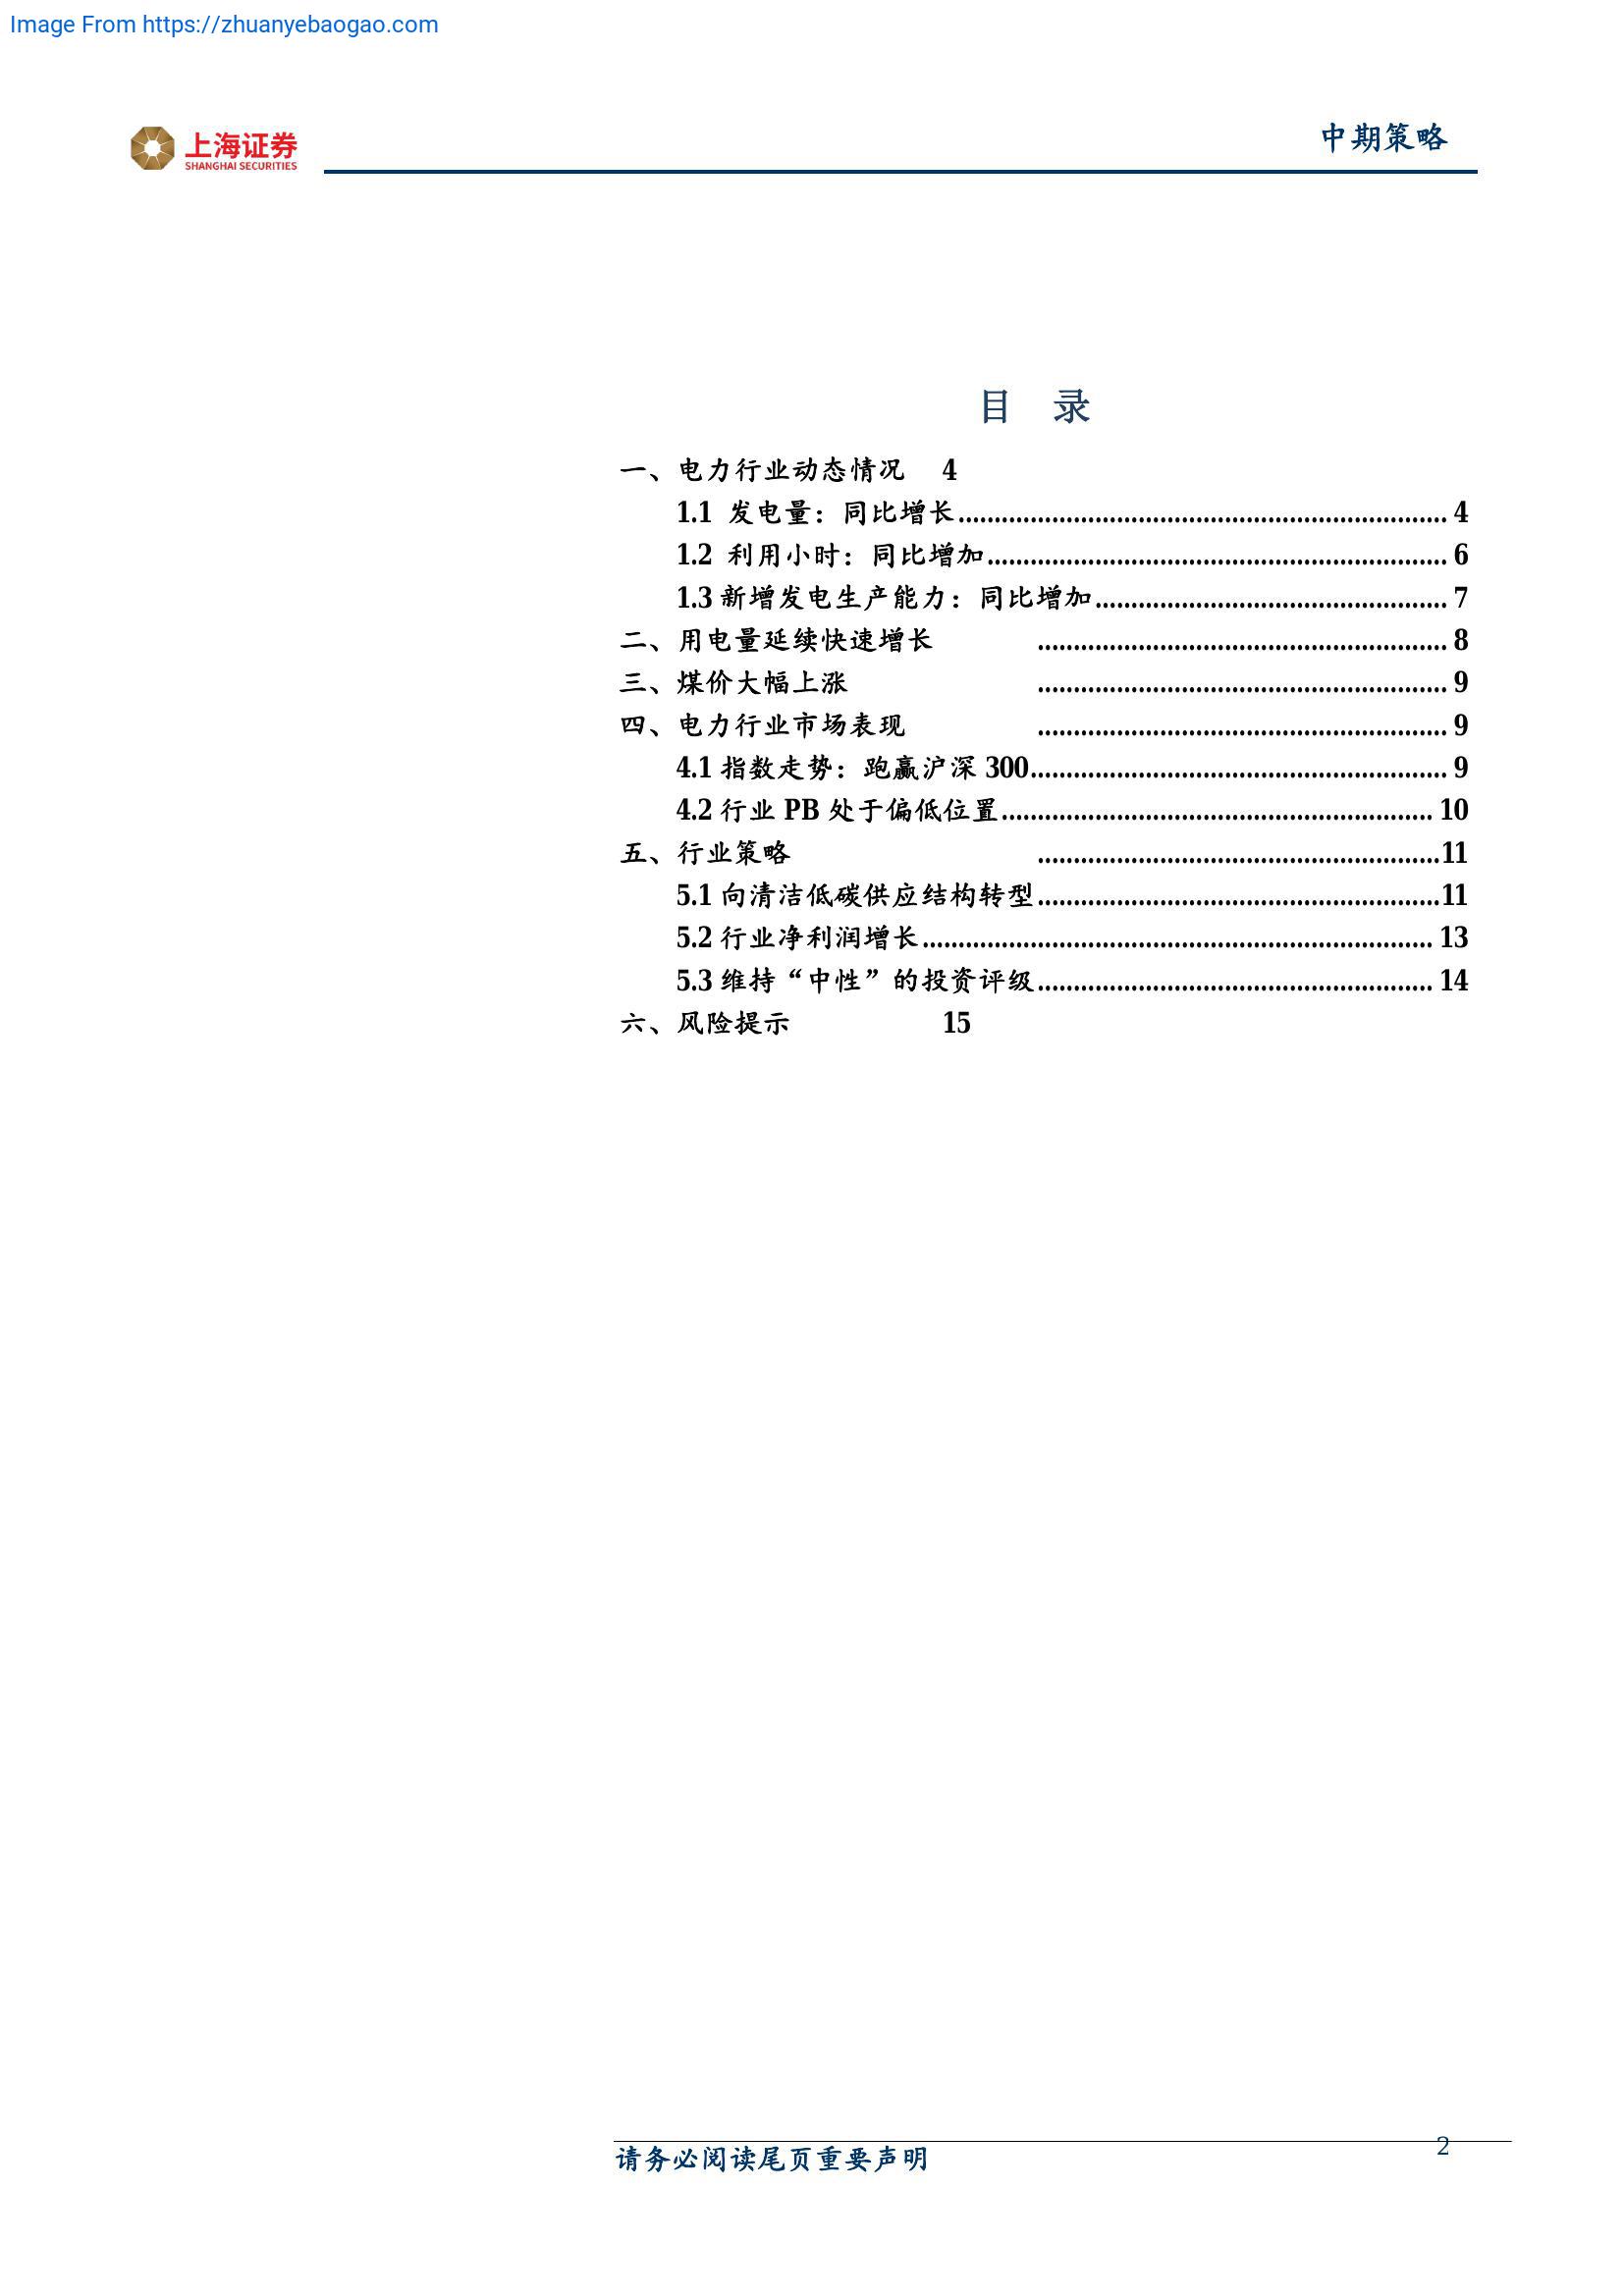 Image From https://zhuanyebaogao.com
上海证券
SHANGHAI SECURITIES
中期策略
目 录
一、电力行业动态情况 4
1.1 发电量：同比增长.................................................................... 4
1.2 利用小时：同比增加................................................................ 6
1.3 新增发电生产能力：同比增加................................................. 7
二、用电量延续快速增长 ......................................................... 8
三、煤价大幅上涨 ......................................................... 9
四、电力行业市场表现 ......................................................... 9
4.1 指数走势：跑赢沪深 300.......................................................... 9
4.2 行业 PB 处于偏低位置............................................................ 10
五、行业策略 ........................................................11
5.1 向清洁低碳供应结构转型........................................................11
5.2 行业净利润增长....................................................................... 13
5.3 维持“中性”的投资评级....................................................... 14
六、风险提示 15
请务必阅读尾页重要声明
2